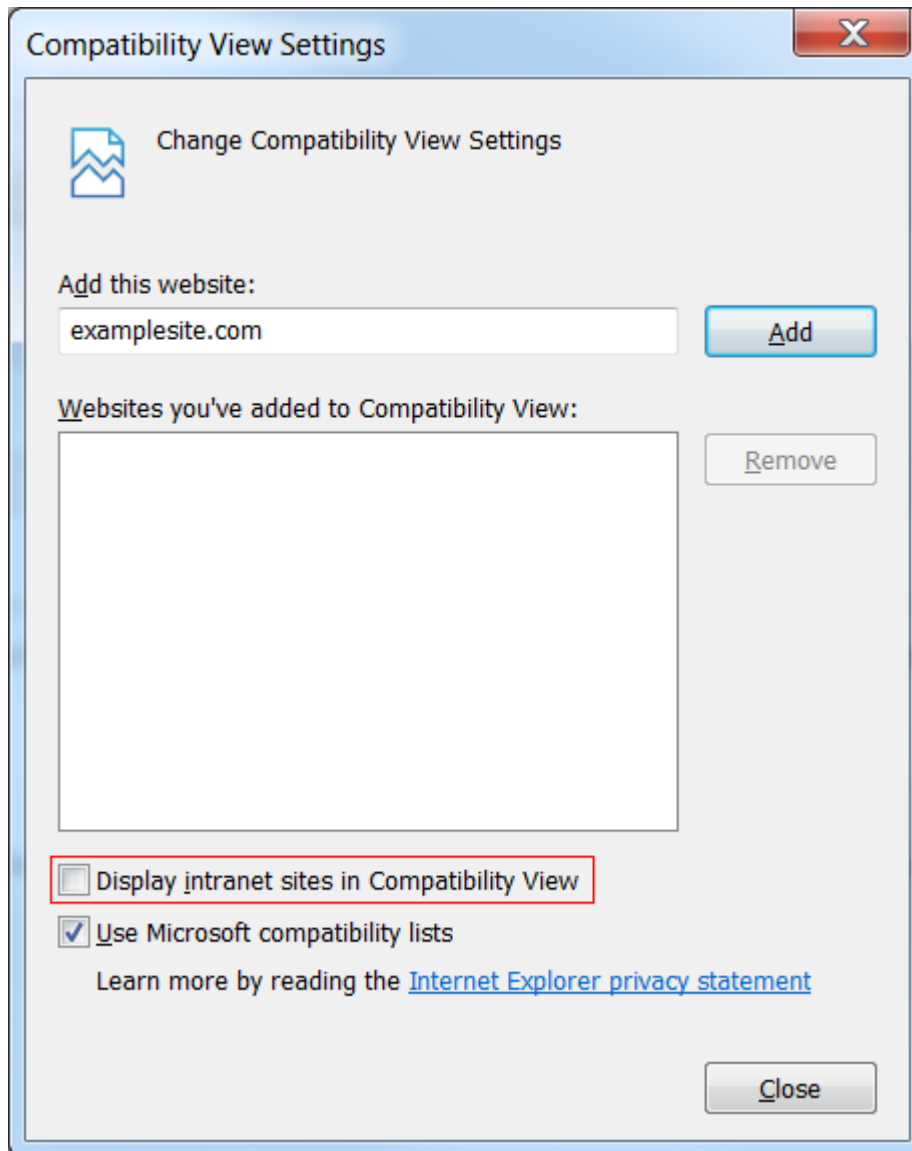 Compatibility View Settings
Change Compatibility View Settings
Add this website:
examplesite.com
Add
Websites you've added to Compatibility View:
Remove
Display intranet sites in Compatibility View
Use Microsoft compatibility lists
Learn more by reading the Internet Explorer privacy statement
Close